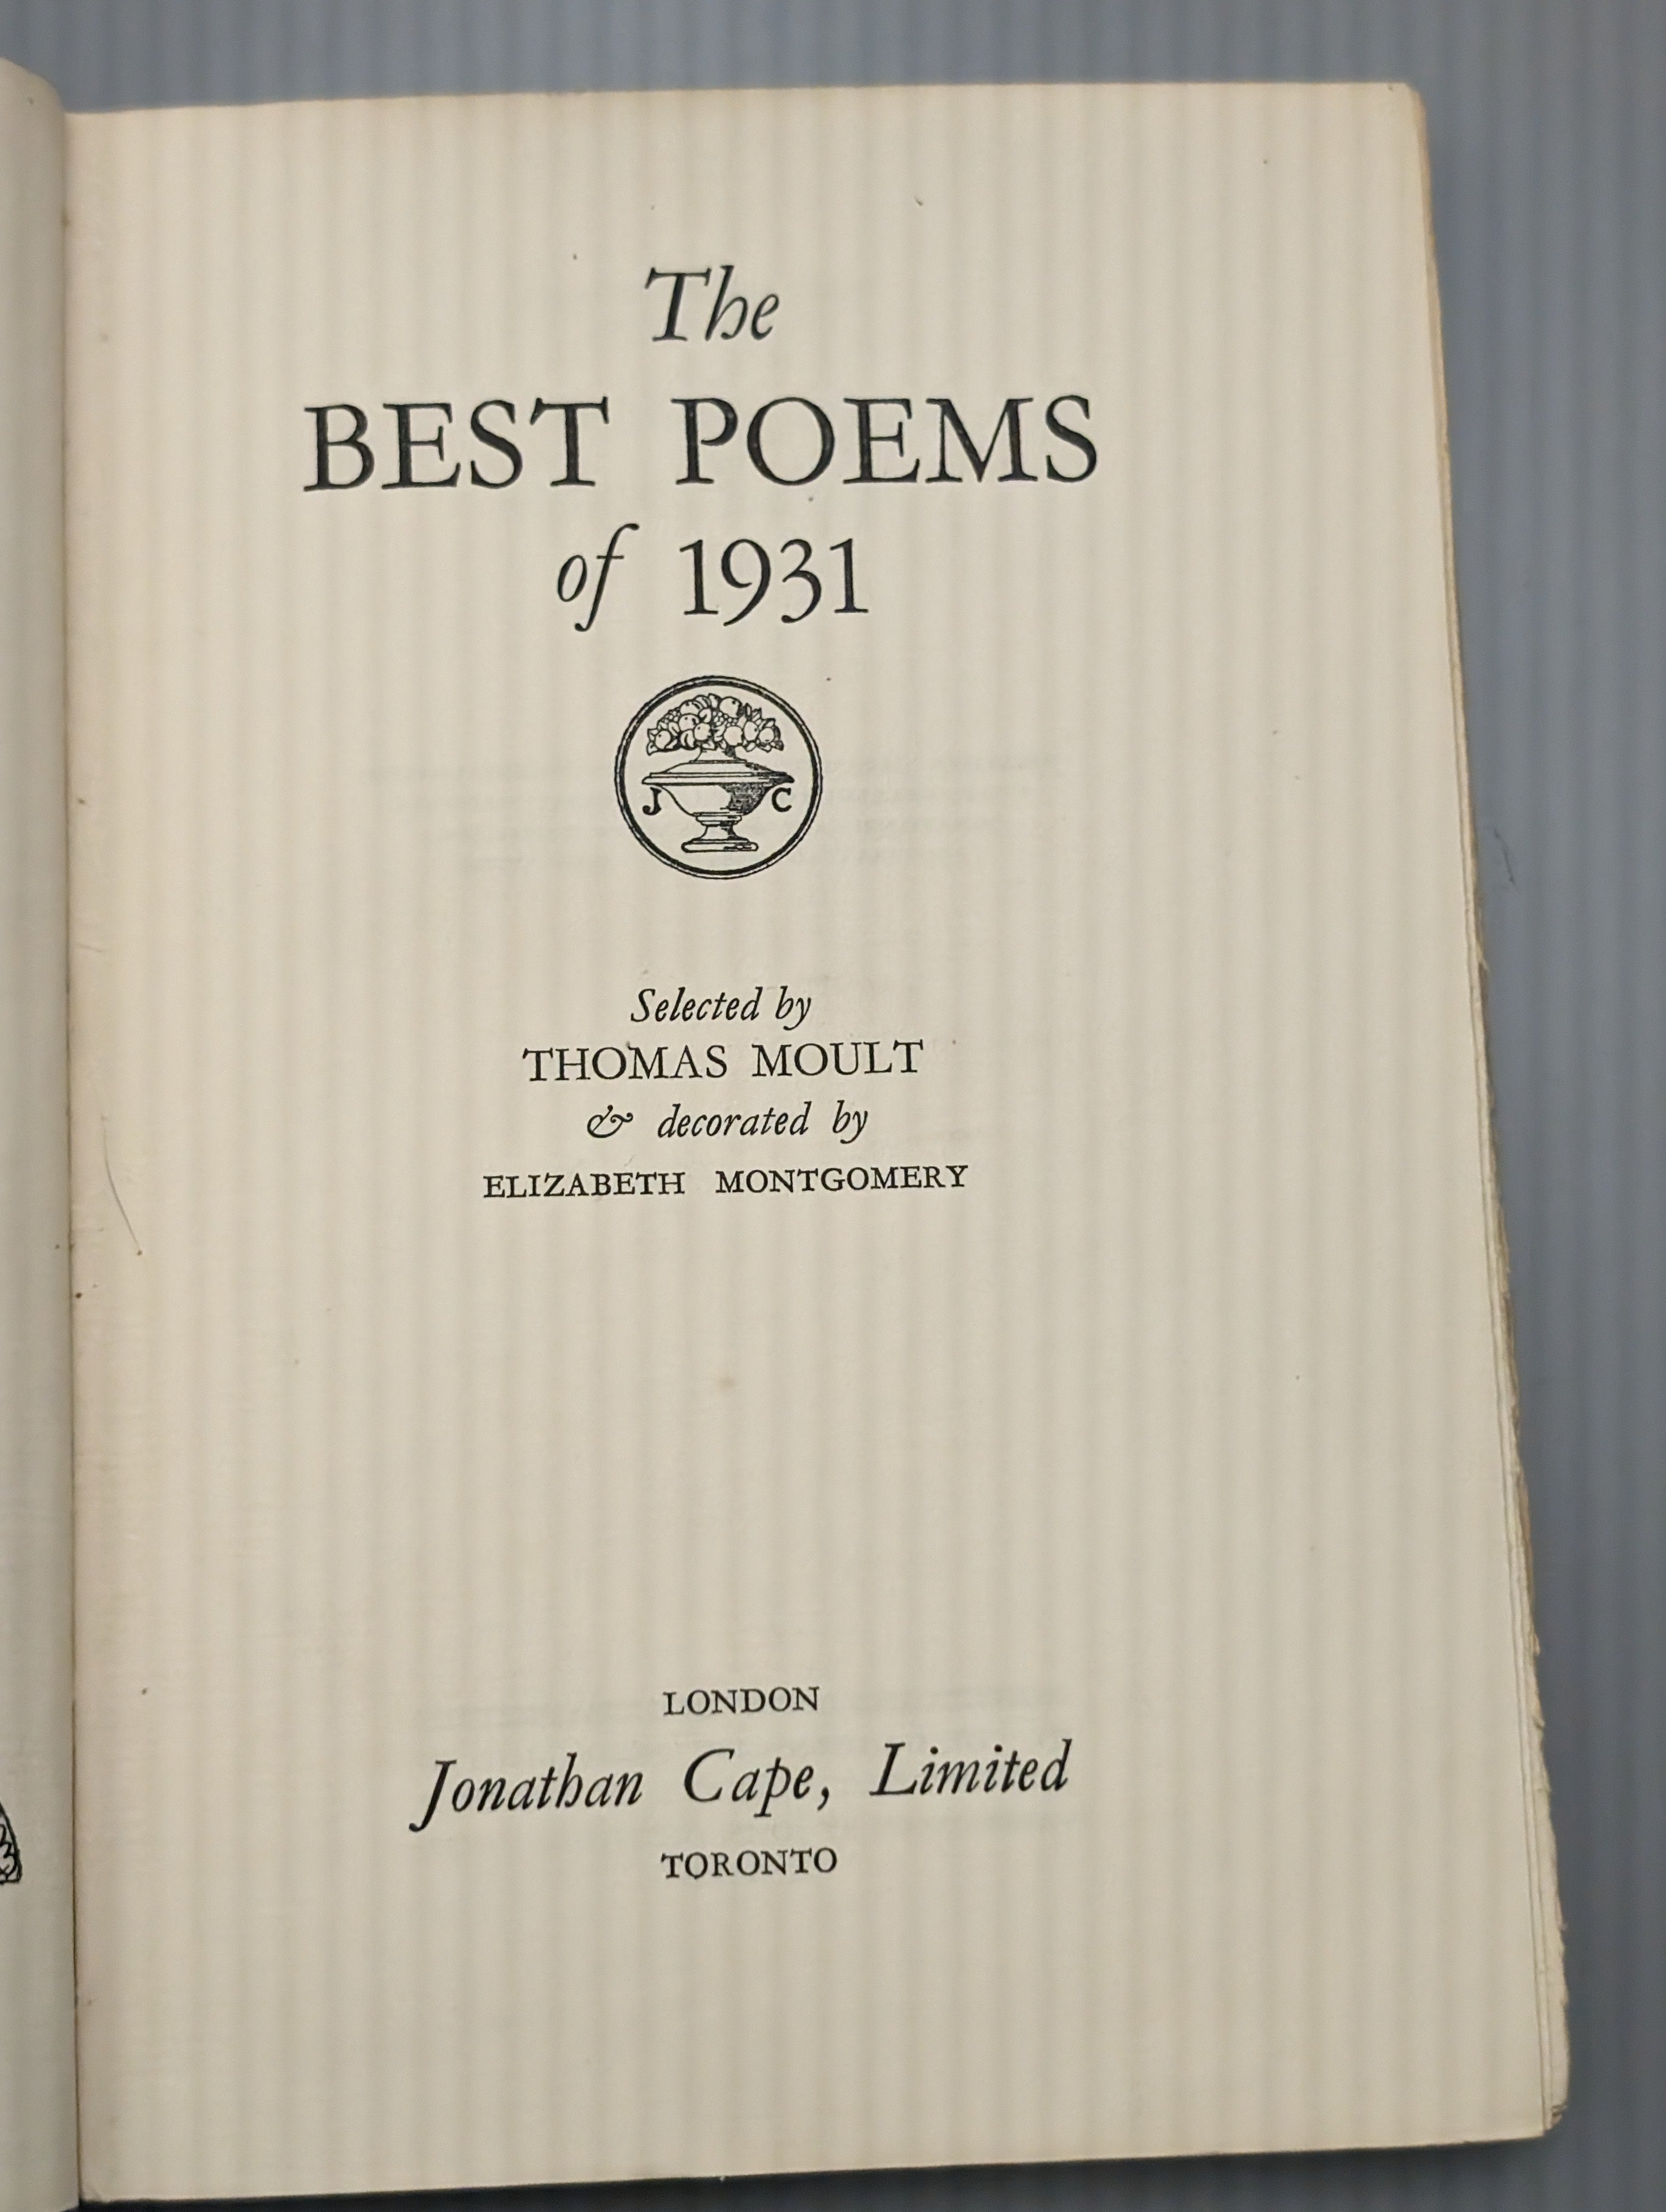 The
BEST POEMS
of 1931
J C
Selected by
THOMAS MOULT
& decorated by
ELIZABETH MONTGOMERY
LONDON
Jonathan Cape, Limited
TORONTO